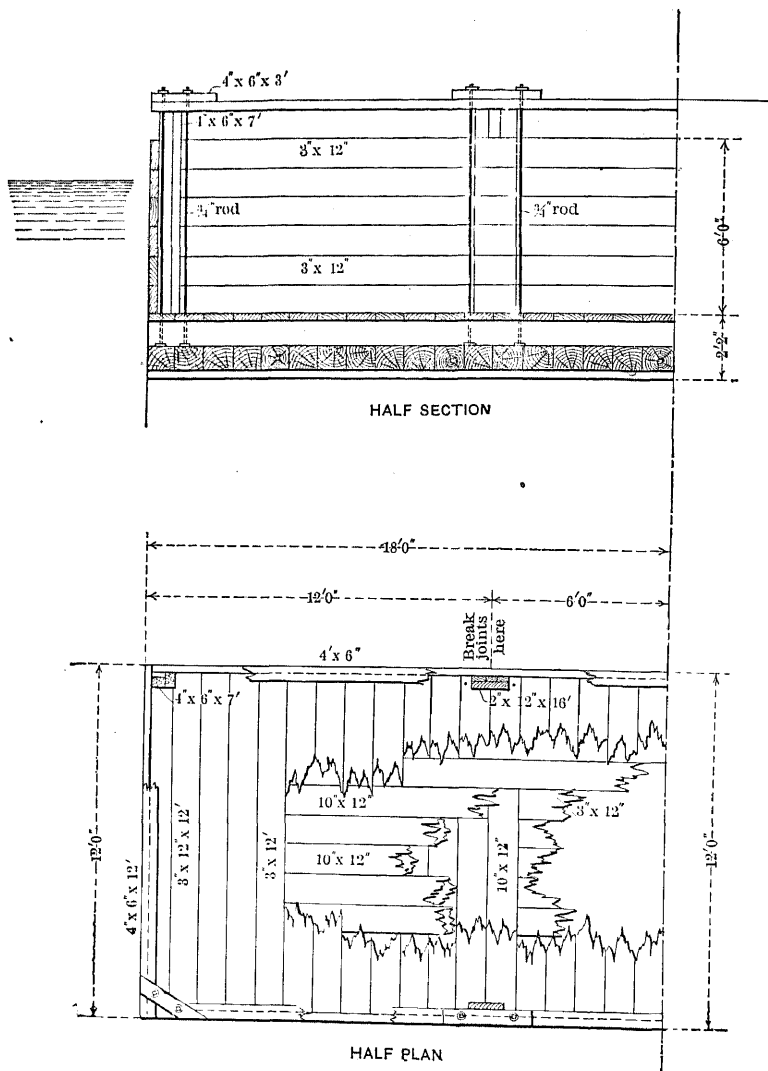 4" x 6" x 3'
4" x 6" x 7'
3" x 12"
3/4" rod
3/4" rod
3" x 12"
6'0"
2'2"
HALF SECTION
18'0"
12'0"
6'0"
Break
joints
here
4' x 6"
4" x 6" x 7'
2" x 12" x 16'
10" x 12"
3" x 12"
12'0"
4" x 6" x 12'
3" x 12" x 12'
3" x 12'
10" x 12"
10" x 12"
12'0"
HALF PLAN